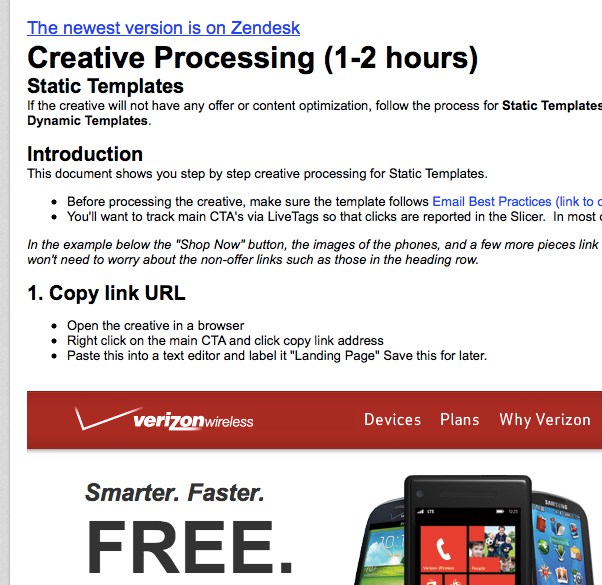 The newest version is on Zendesk
Creative Processing (1-2 hours)
Static Templates
If the creative will not have any offer or content optimization, follow the process for Static Templates
Dynamic Templates.
Introduction
This document shows you step by step creative processing for Static Templates.
• Before processing the creative, make sure the template follows Email Best Practices (link to
• You'll want to track main CTA's via LiveTags so that clicks are reported in the Slicer. In most
In the example below the "Shop Now" button, the images of the phones, and a few more pieces link
won't need to worry about the non-offer links such as those in the heading row.
1. Copy link URL
• Open the creative in a browser
• Right click on the main CTA and click copy link address
• Paste this into a text editor and label it "Landing Page" Save this for later.
verizonwireless Devices Plans Why Verizon
Smarter. Faster.
FREE.
LTE 12:25
SAMSUNG
Verizon Wireless People